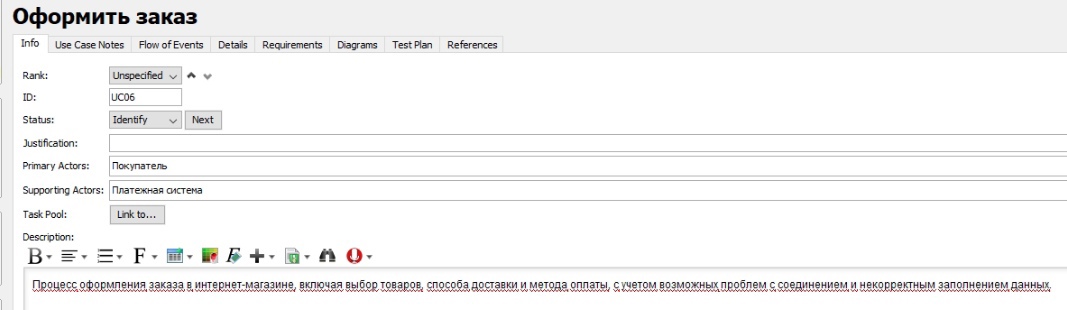 Оформить заказ
Info Use Case Notes Flow of Events Details Requirements Diagrams Test Plan References
Rank: Unspecified
ID: UC06
Status: Identify Next
Justification:
Primary Actors: Покупатель
Supporting Actors: Платежная система
Task Pool: Link to...
Description:
B F F
Процесс оформления заказа в интернет-магазине, включая выбор товаров, способа доставки и метода оплаты, с учетом возможных проблем с соединением и некорректным заполнением данных.